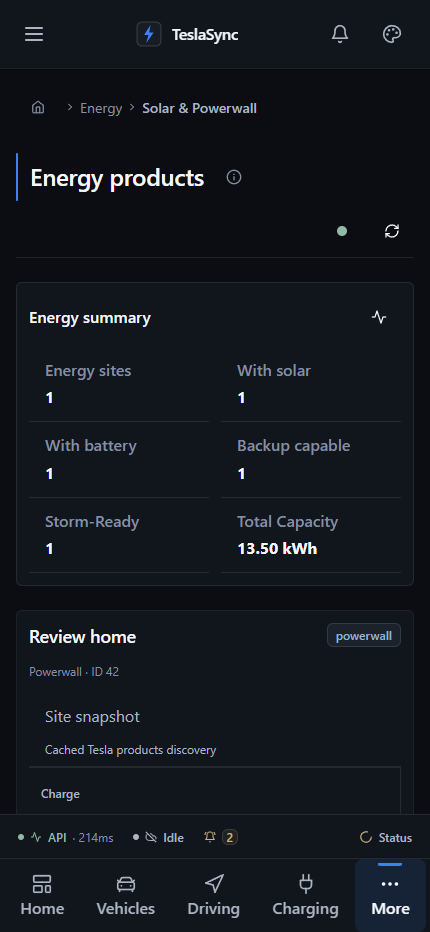 TeslaSync
Energy
Solar & Powerwall
Energy products
Energy summary
Energy sites
1
With solar
1
With battery
1
Backup capable
1
Storm-Ready
1
Total Capacity
13.50 kWh
Review home
powerwall
Powerwall · ID 42
Site snapshot
Cached Tesla products discovery
Charge
API · 214ms
Idle
2
Status
Home
Vehicles
Driving
Charging
More